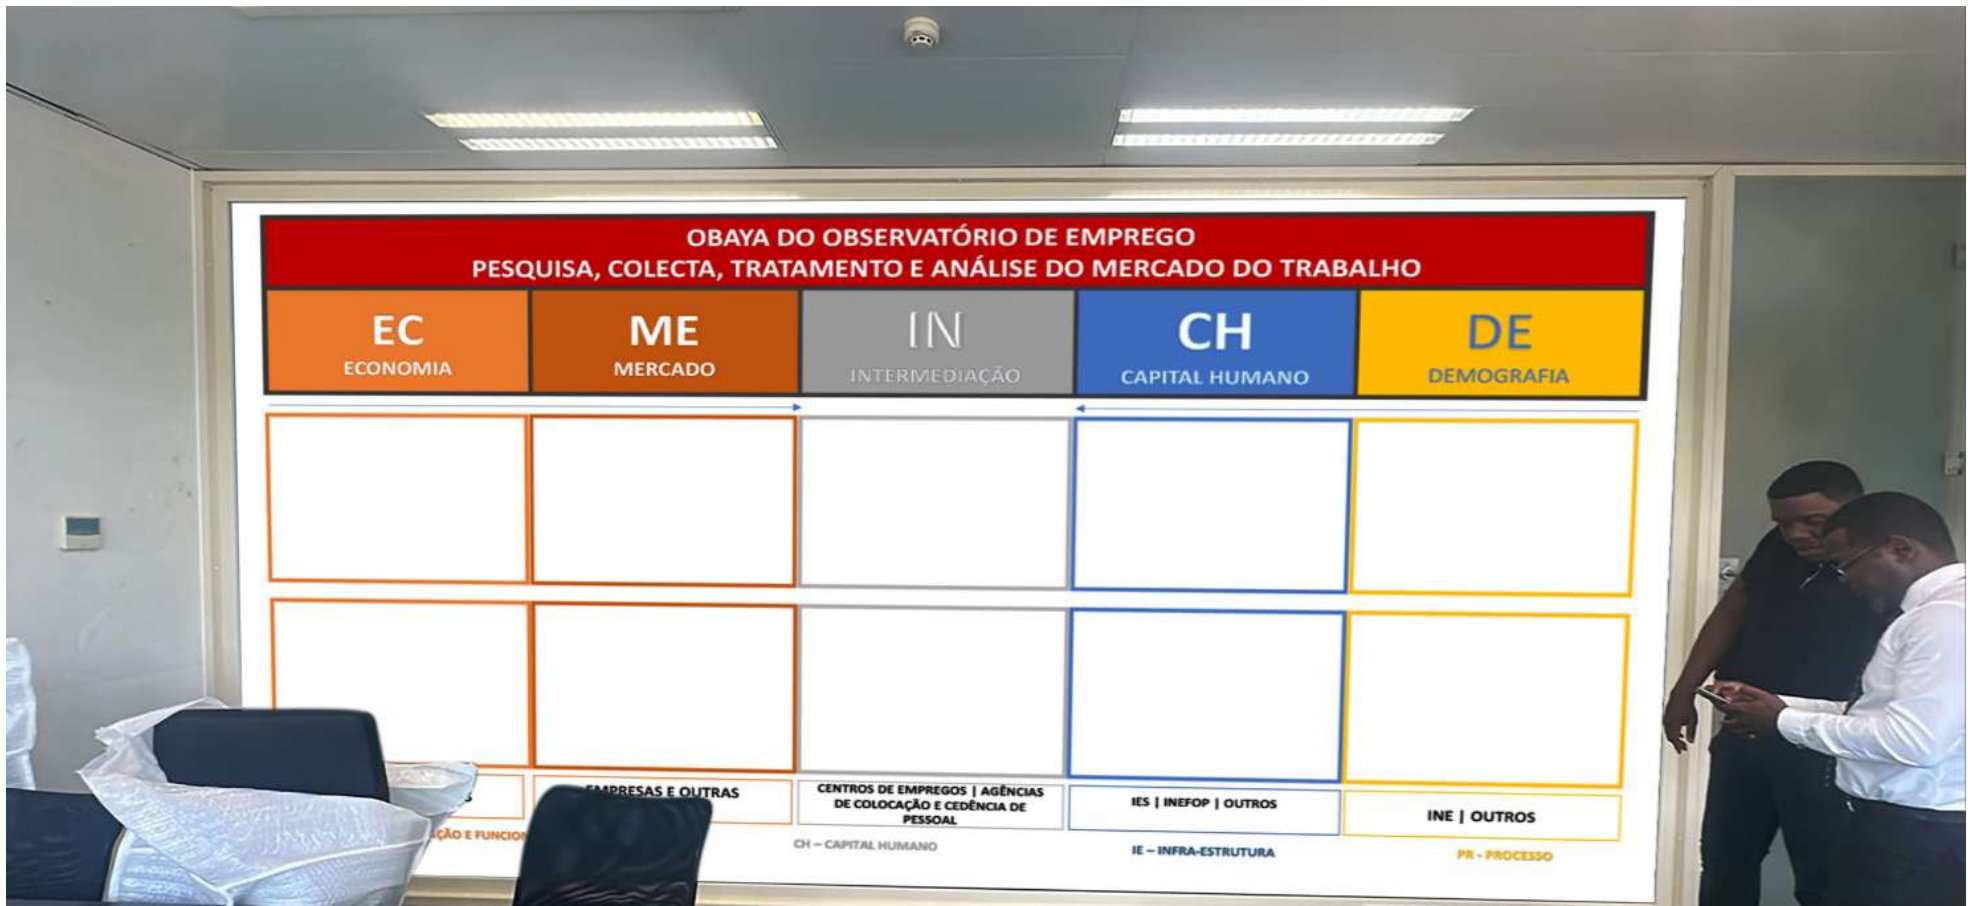 OBAYA DO OBSERVATÓRIO DE EMPREGO
PESQUISA, COLECTA, TRATAMENTO E ANÁLISE DO MERCADO DO TRABALHO
EC
ECONOMIA
ME
MERCADO
IN
INTERMEDIAÇÃO
CH
CAPITAL HUMANO
DE
DEMOGRAFIA
EMPRESAS E OUTRAS
CENTROS DE EMPREGOS | AGÊNCIAS
DE COLOCAÇÃO E CEDÊNCIA DE
PESSOAL
IES | INEFOP | OUTROS
INE | OUTROS
E
CH – CAPITAL HUMANO
IE – INFRA-ESTRUTURA
PR - PROCESSO